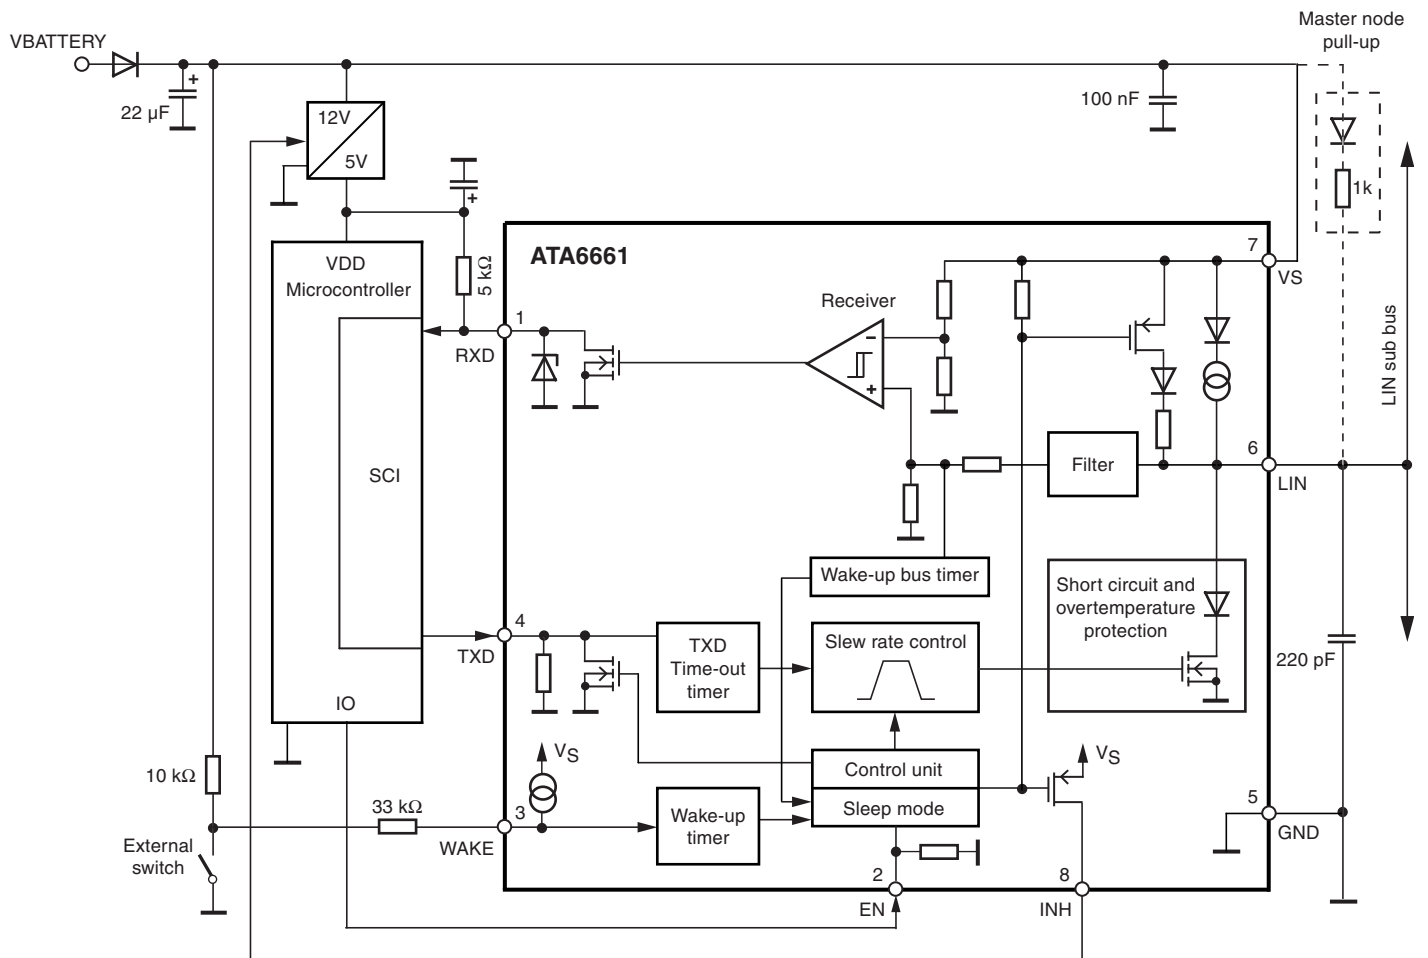 Master node
pull-up
VBATTERY
+
22 µF
12V
5V
100 nF
1k
+
ATA6661
7
VS
VDD
Microcontroller
5 kΩ
Receiver
LIN sub bus
1
RXD
-
+
SCI
Filter
6
LIN
Wake-up bus timer
Short circuit and
overtemperature
protection
4
TXD
TXD
Time-out
timer
Slew rate control
220 pF
IO
VS
Control unit
VS
10 kΩ
33 kΩ
3
WAKE
Wake-up
timer
Sleep mode
5
GND
External
switch
2
EN
8
INH